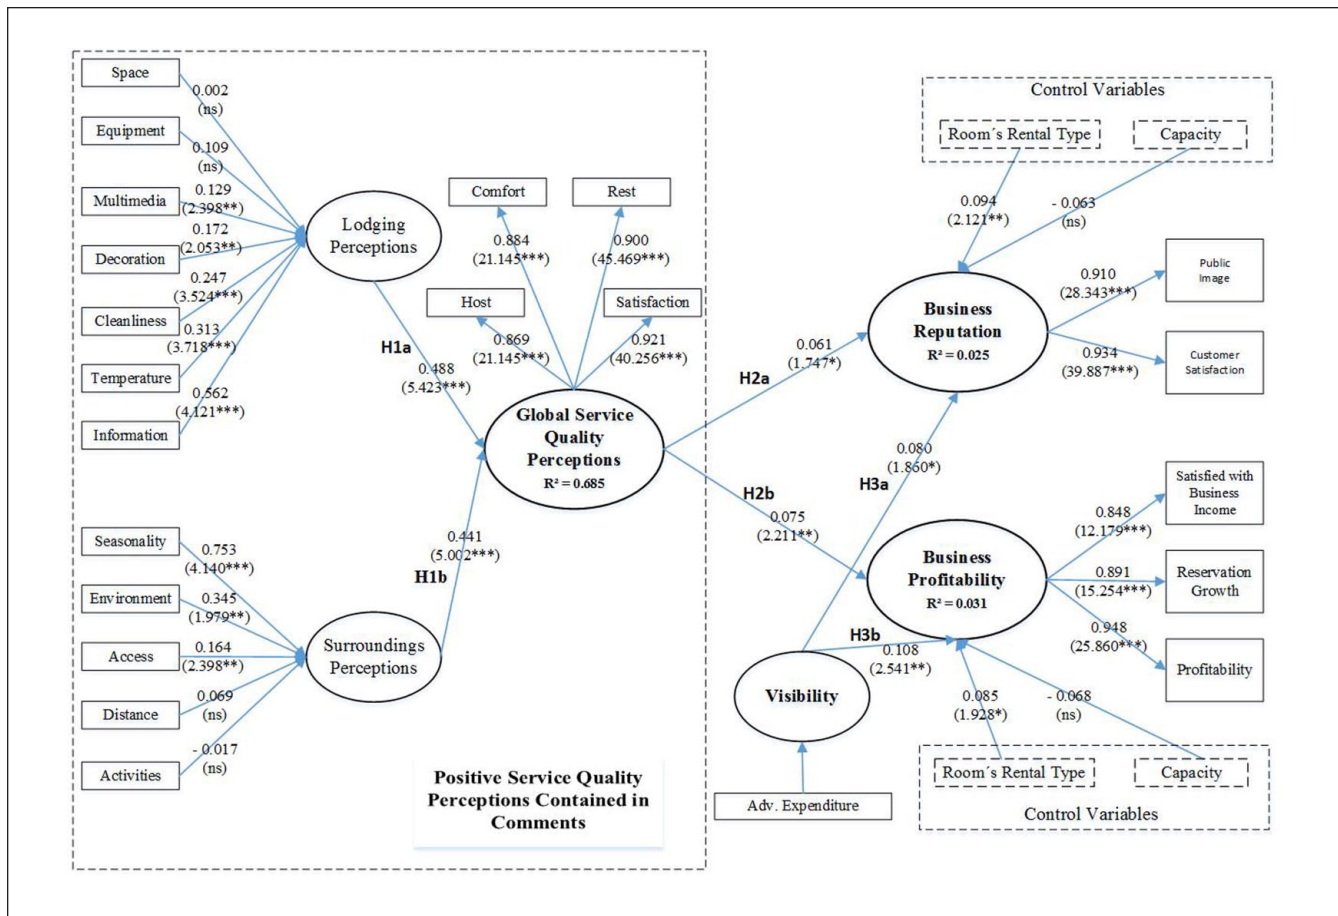 Space
0.002
(ns)
Equipment
0.109
(ns)
Multimedia
0.129
(2.398**)
Decoration
0.172
(2.053**)
Cleanliness
0.247
(3.524***)
Temperature
0.313
(3.718***)
Information
0.562
(4.121***)
Lodging
Perceptions
H1a
0.488
(5.423***)
Comfort
0.884
(21.145***)
Rest
0.900
(45.469***)
Host
0.869
(21.145***)
Satisfaction
0.921
(40.256***)
Global Service
Quality
Perceptions
R² = 0.685
Seasonality
0.753
(4.140***)
Environment
0.345
(1.979**)
Access
0.164
(2.398**)
Distance
0.069
(ns)
Activities
- 0.017
(ns)
Surroundings
Perceptions
0.441
(5.002***)
H1b
Positive Service Quality
Perceptions Contained in
Comments
Control Variables
Room´s Rental Type
Capacity
0.094
(2.121**)
- 0.063
(ns)
Business
Reputation
R² = 0.025
0.910
(28.343***)
Public
Image
0.934
(39.887***)
Customer
Satisfaction
H2a
0.061
(1.747*)
H2b
0.075
(2.211**)
H3a
0.080
(1.860*)
Business
Profitability
R² = 0.031
0.848
(12.179***)
Satisfied with
Business
Income
0.891
(15.254***)
Reservation
Growth
0.948
(25.860***)
Profitability
H3b
0.108
(2.541**)
Visibility
Adv. Expenditure
0.085
(1.928*)
- 0.068
(ns)
Room´s Rental Type
Capacity
Control Variables